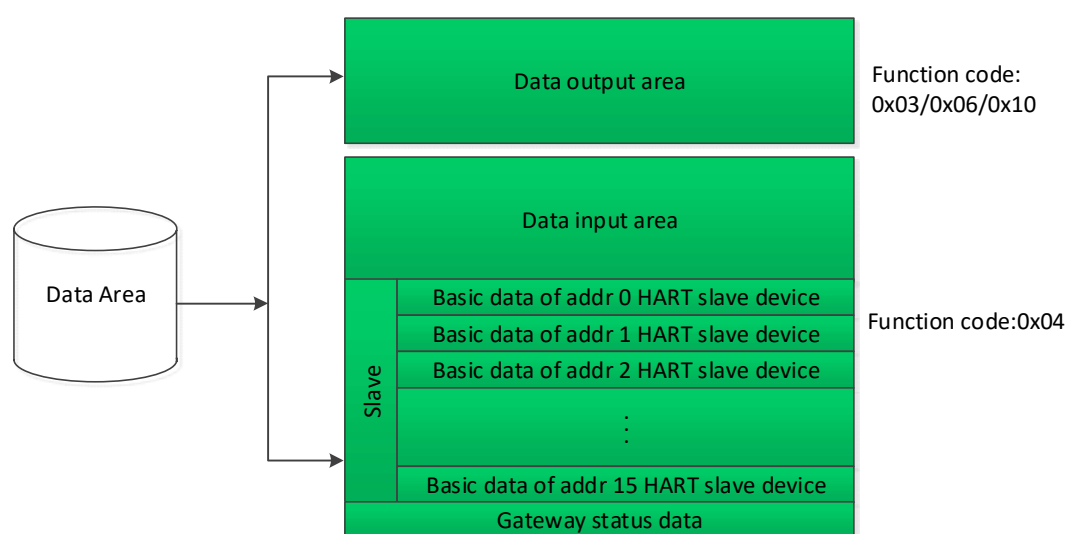 Data output area
Function code:
0x03/0x06/0x10
Data input area
Data Area
Basic data of addr 0 HART slave device
Function code:0x04
Basic data of addr 1 HART slave device
Basic data of addr 2 HART slave device
Slave
⋮
Basic data of addr 15 HART slave device
Gateway status data